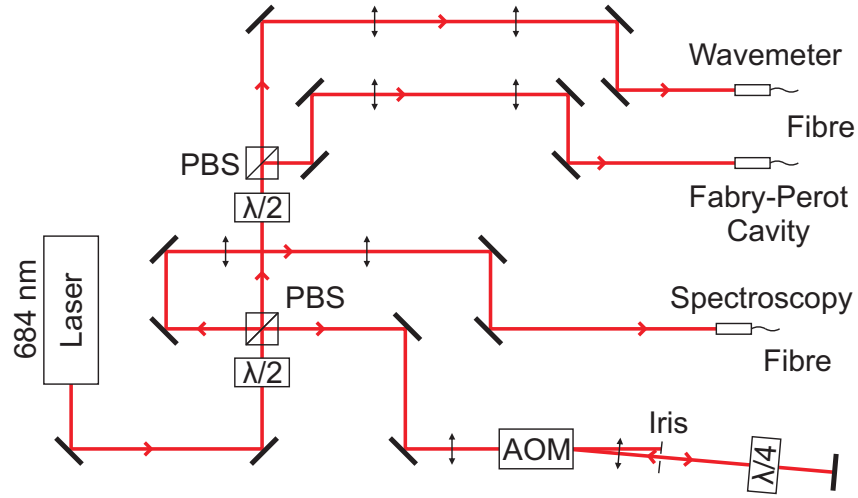 Wavemeter
Fibre
PBS
Fabry-Perot
Cavity
λ/2
684 nm
Laser
PBS
Spectroscopy
Fibre
λ/2
Iris
AOM
λ/4